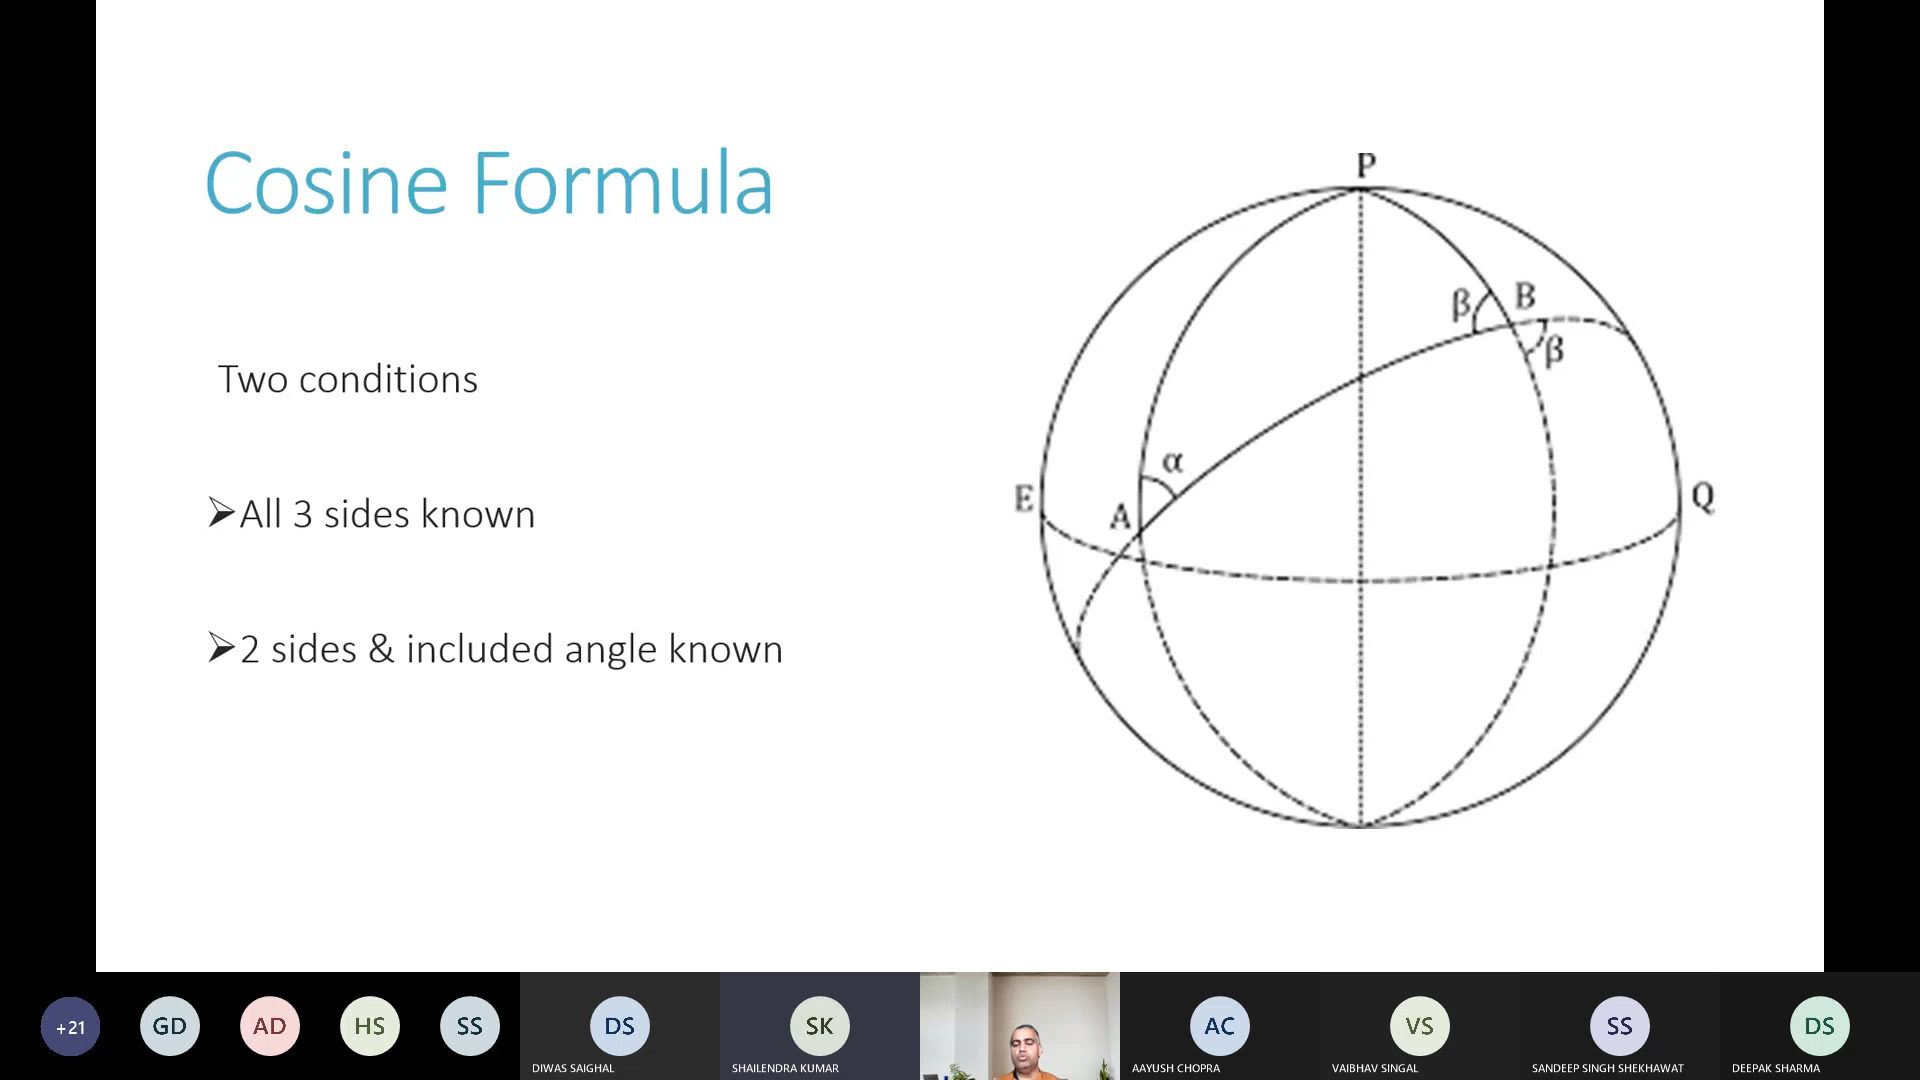 Cosine Formula
Two conditions
➢All 3 sides known
➢2 sides & included angle known
P
β B
β
α
E
A
Q
+21
GD
AD
HS
SS
DS
DIWAS SAIGHAL
SK
SHAILENDRA KUMAR
AC
AAYUSH CHOPRA
VS
VAIBHAV SINGAL
SS
SANDEEP SINGH SHEKHAWAT
DS
DEEPAK SHARMA